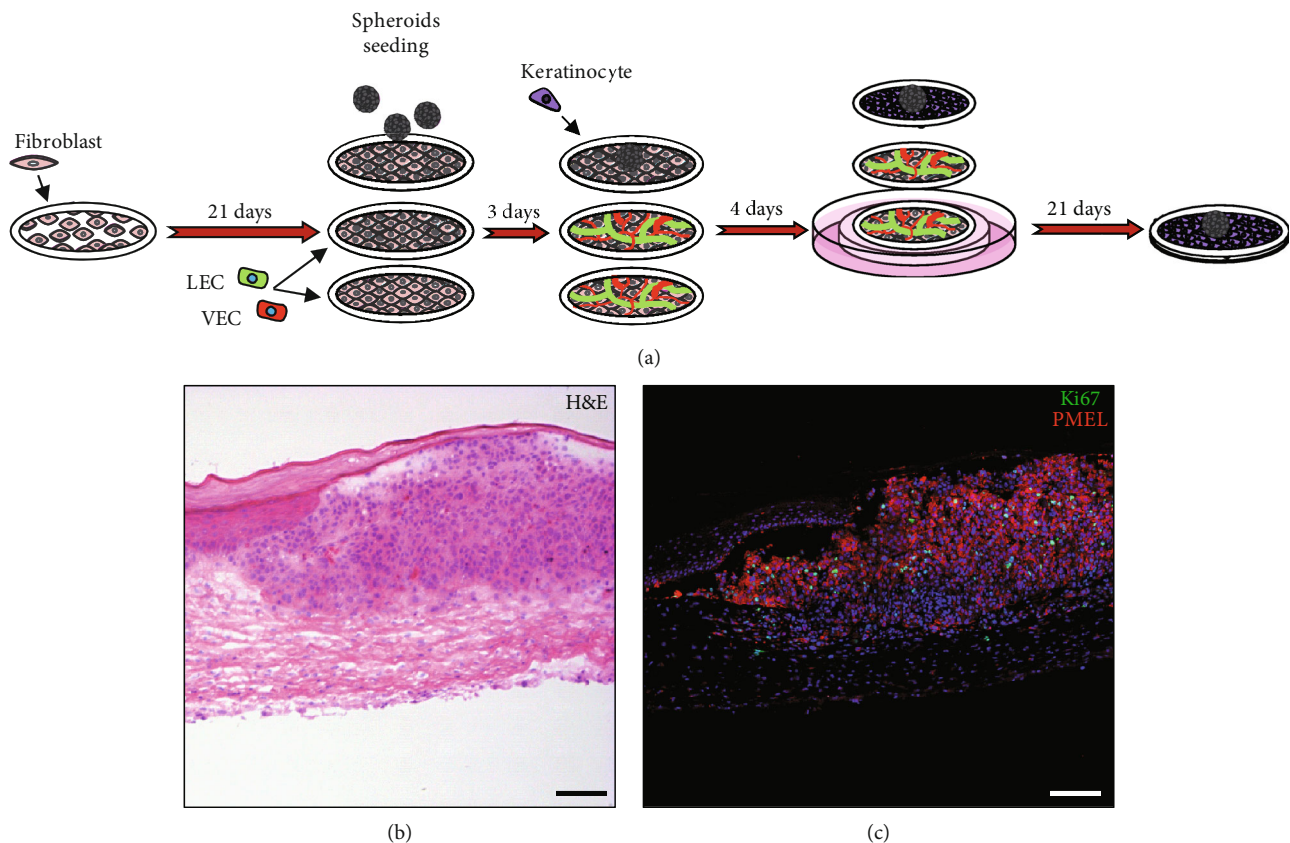 Spheroids
seeding
Keratinocyte
Fibroblast
21 days
3 days
4 days
21 days
LEC
VEC
(a)
H&E
Ki67
PMEL
(b)
(c)